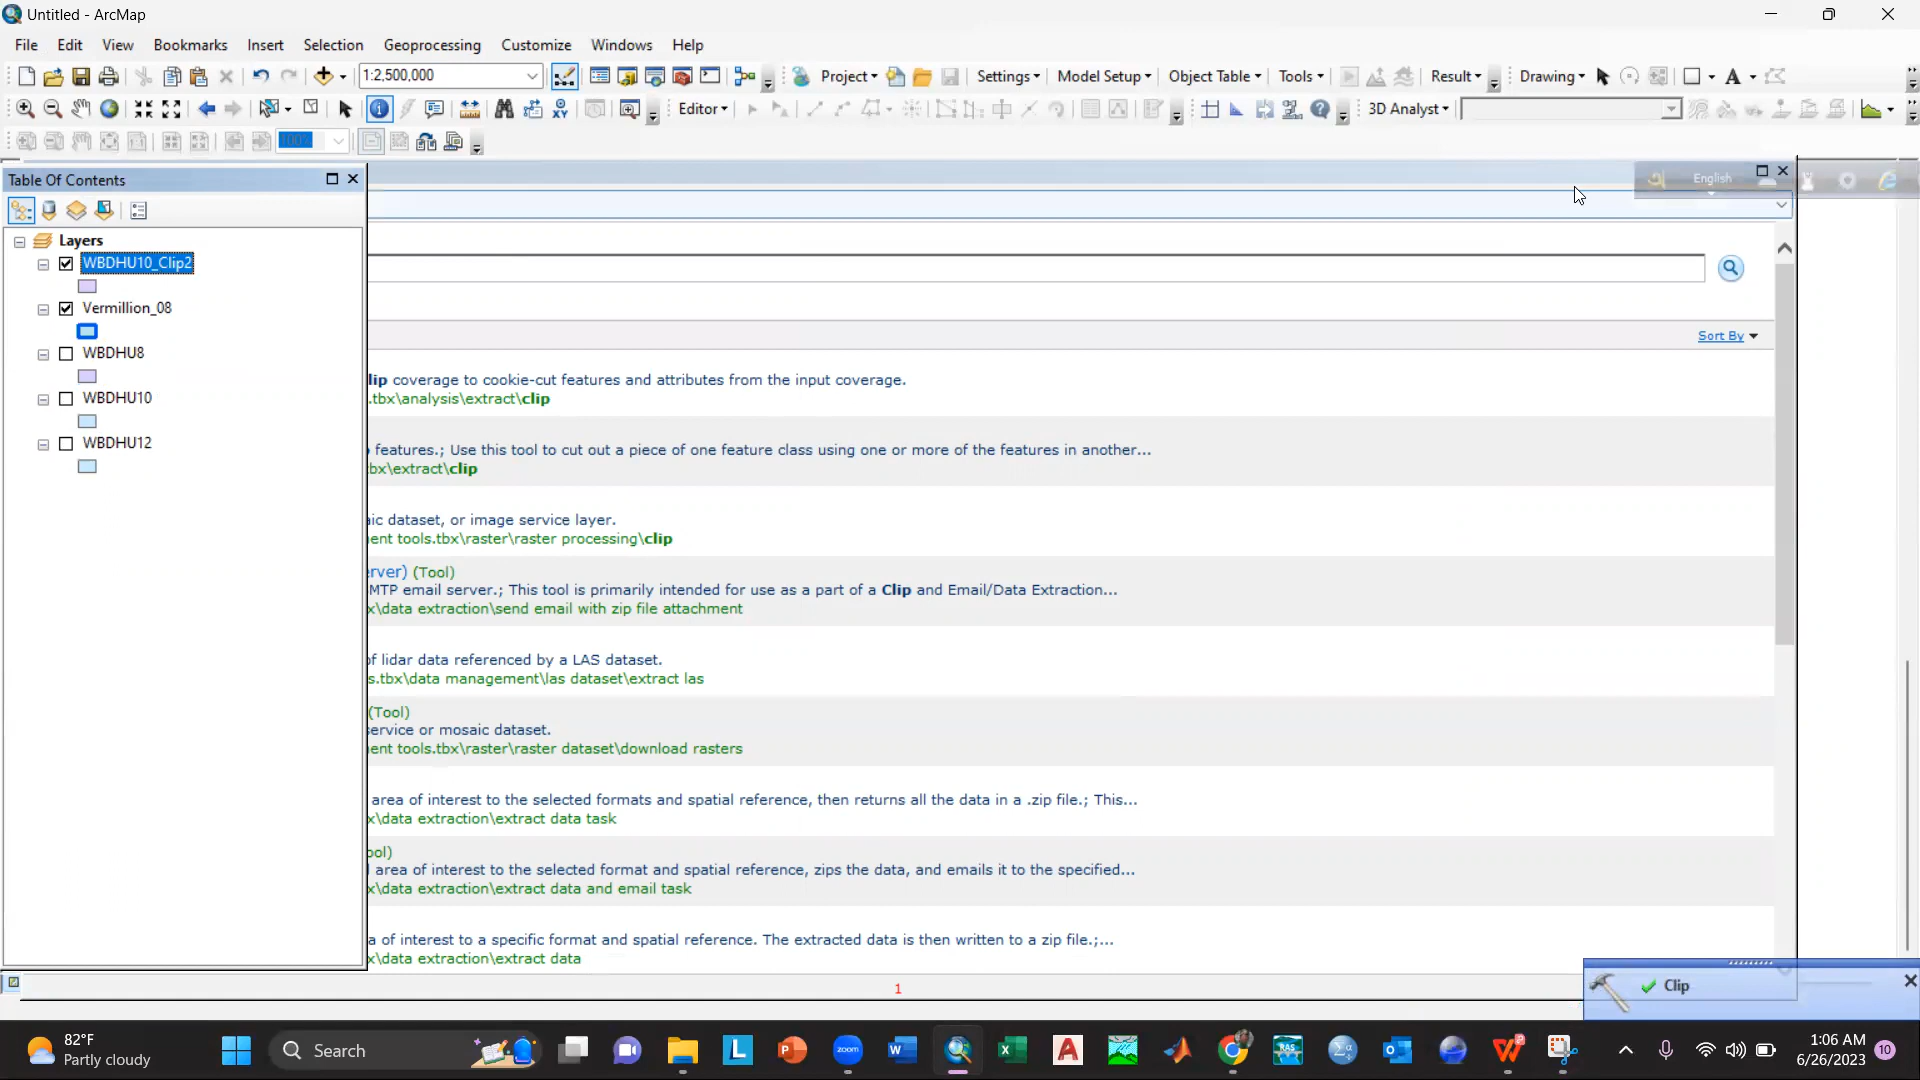 Untitled - ArcMap
File Edit View Bookmarks Insert Selection Geoprocessing Customize Windows Help
1:2,500,000 Project Settings Model Setup Object Table Tools Result Drawing A
Editor 3D Analyst
100%
Table Of Contents
English
Layers
WBDHU10_Clip2
Vermillion_08
WBDHU8
WBDHU10
WBDHU12
Sort By
lip coverage to cookie-cut features and attributes from the input coverage.
.tbx\analysis\extract\clip
features.; Use this tool to cut out a piece of one feature class using one or more of the features in another...
bx\extract\clip
ic dataset, or image service layer.
ent tools.tbx\raster\raster processing\clip
rver) (Tool)
MTP email server.; This tool is primarily intended for use as a part of a Clip and Email/Data Extraction...
x\data extraction\send email with zip file attachment
of lidar data referenced by a LAS dataset.
s.tbx\data management\las dataset\extract las
(Tool)
service or mosaic dataset.
ent tools.tbx\raster\raster dataset\download rasters
area of interest to the selected formats and spatial reference, then returns all the data in a .zip file.; This...
x\data extraction\extract data task
ool)
area of interest to the selected format and spatial reference, zips the data, and emails it to the specified...
x\data extraction\extract data and email task
a of interest to a specific format and spatial reference. The extracted data is then written to a zip file.;...
x\data extraction\extract data
1
Clip
82°F
Partly cloudy
Search
zoom
1:06 AM
6/26/2023
10